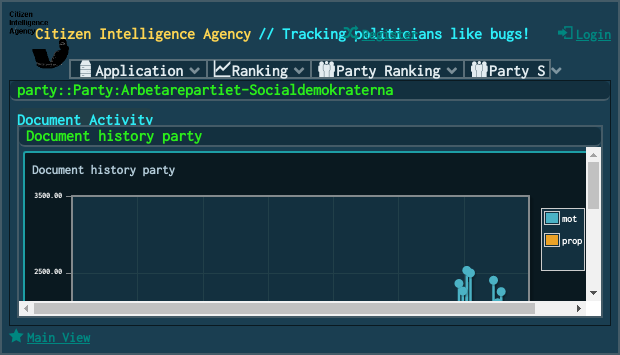 Citizen
Intelligence
Agency
Citizen Intelligence Agency // Tracking politicians like bugs!
Register
Login
Application
Ranking
Party Ranking
Party S
party::Party:Arbetarepartiet-Socialdemokraterna
Document Activity
Document history party
Document history party
3500.00
2500.00
mot
prop
Main View